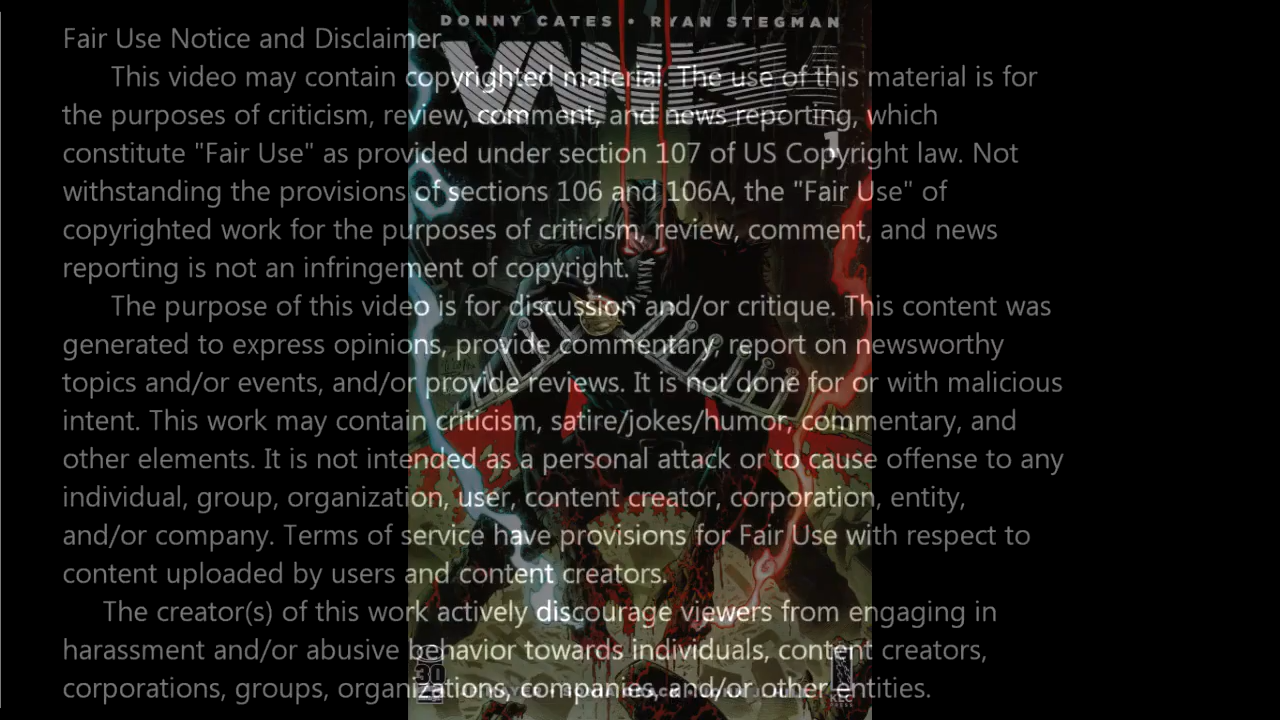 DONNY CATES • RYAN STEGMAN
VANISH
1
Fair Use Notice and Disclaimer
This video may contain copyrighted material. The use of this material is for
the purposes of criticism, review, comment, and news reporting, which
constitute "Fair Use" as provided under section 107 of US Copyright law. Not
withstanding the provisions of sections 106 and 106A, the "Fair Use" of
copyrighted work for the purposes of criticism, review, comment, and news
reporting is not an infringement of copyright.
The purpose of this video is for discussion and/or critique. This content was
generated to express opinions, provide commentary, report on newsworthy
topics and/or events, and/or provide reviews. It is not done for or with malicious
intent. This work may contain criticism, satire/jokes/humor, commentary, and
other elements. It is not intended as a personal attack or to cause offense to any
individual, group, organization, user, content creator, corporation, entity,
and/or company. Terms of service have provisions for Fair Use with respect to
content uploaded by users and content creators.
The creator(s) of this work actively discourage viewers from engaging in
harassment and/or abusive behavior towards individuals, content creators,
corporations, groups, organizations, companies, and/or other entities.
30
KLC
PRESS